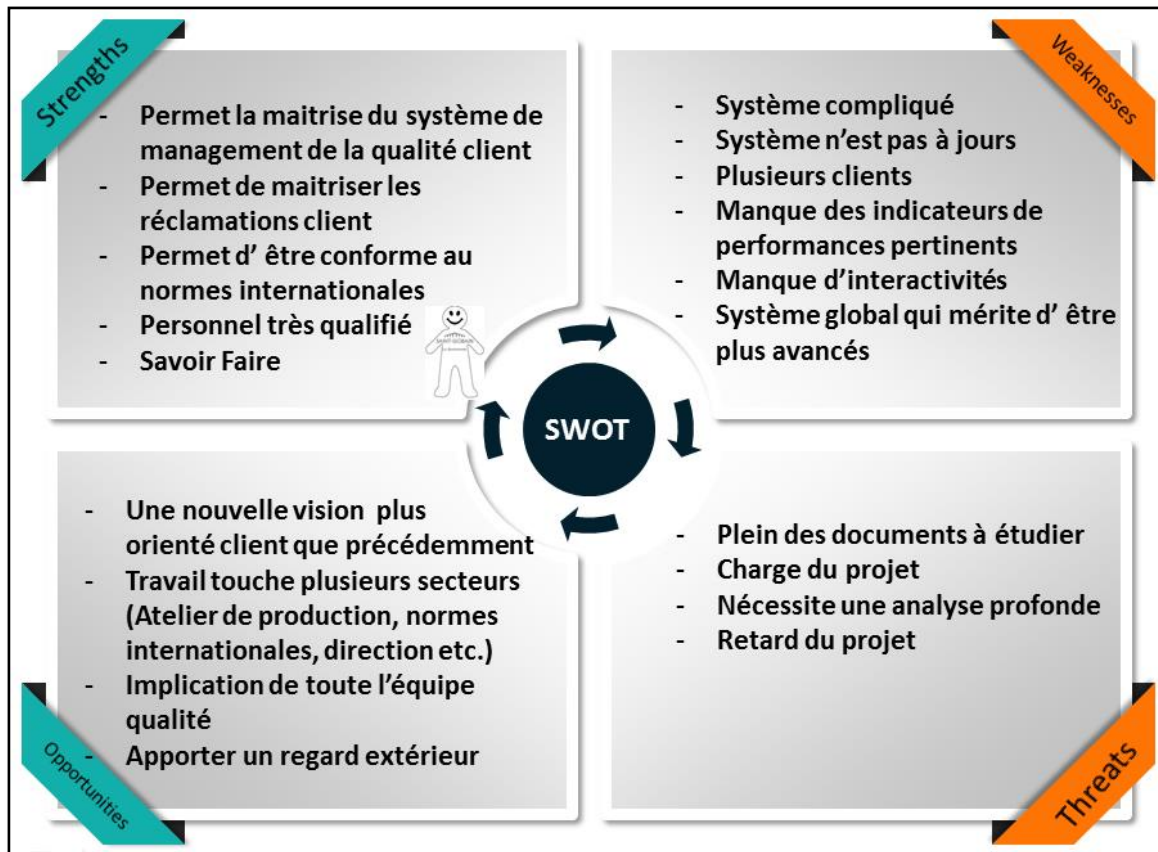 Strengths
- Permet la maitrise du système de
management de la qualité client
- Permet de maitriser les
réclamations client
- Permet d' être conforme au
normes internationales
- Personnel très qualifié
- Savoir Faire
Weaknesses
- Système compliqué
- Système n'est pas à jours
- Plusieurs clients
- Manque des indicateurs de
performances pertinents
- Manque d'interactivités
- Système global qui mérite d' être
plus avancés
SWOT
- Une nouvelle vision plus
orienté client que précédemment
- Travail touche plusieurs secteurs
(Atelier de production, normes
internationales, direction etc.)
- Implication de toute l'équipe
qualité
- Apporter un regard extérieur
Opportunities
- Plein des documents à étudier
- Charge du projet
- Nécessite une analyse profonde
- Retard du projet
Threats